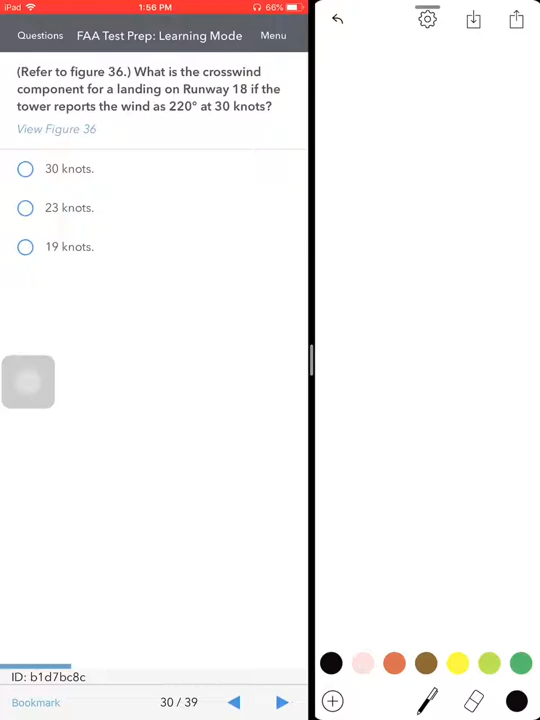 iPad 1:56 PM 66%
Questions FAA Test Prep: Learning Mode Menu
(Refer to figure 36.) What is the crosswind
component for a landing on Runway 18 if the
tower reports the wind as 220° at 30 knots?
View Figure 36
30 knots.
23 knots.
19 knots.
ID: b1d7bc8c
Bookmark 30 / 39